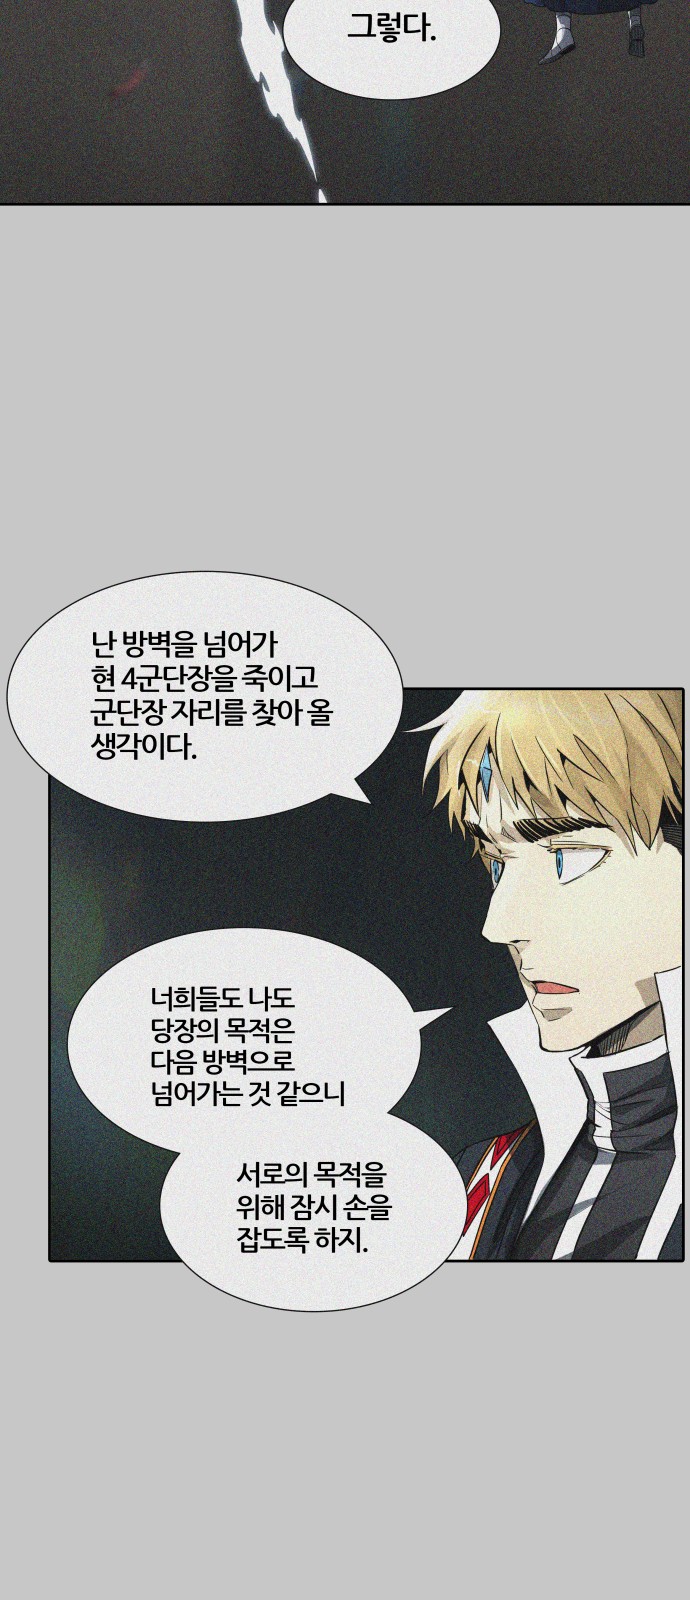 그렇다.
난 방벽을 넘어가
현 4군단장을 죽이고
군단장 자리를 찾아 올
생각이다.
너희들도 나도
당장의 목적은
다음 방벽으로
넘어가는 것 같으니
서로의 목적을
위해 잠시 손을
잡도록 하지.